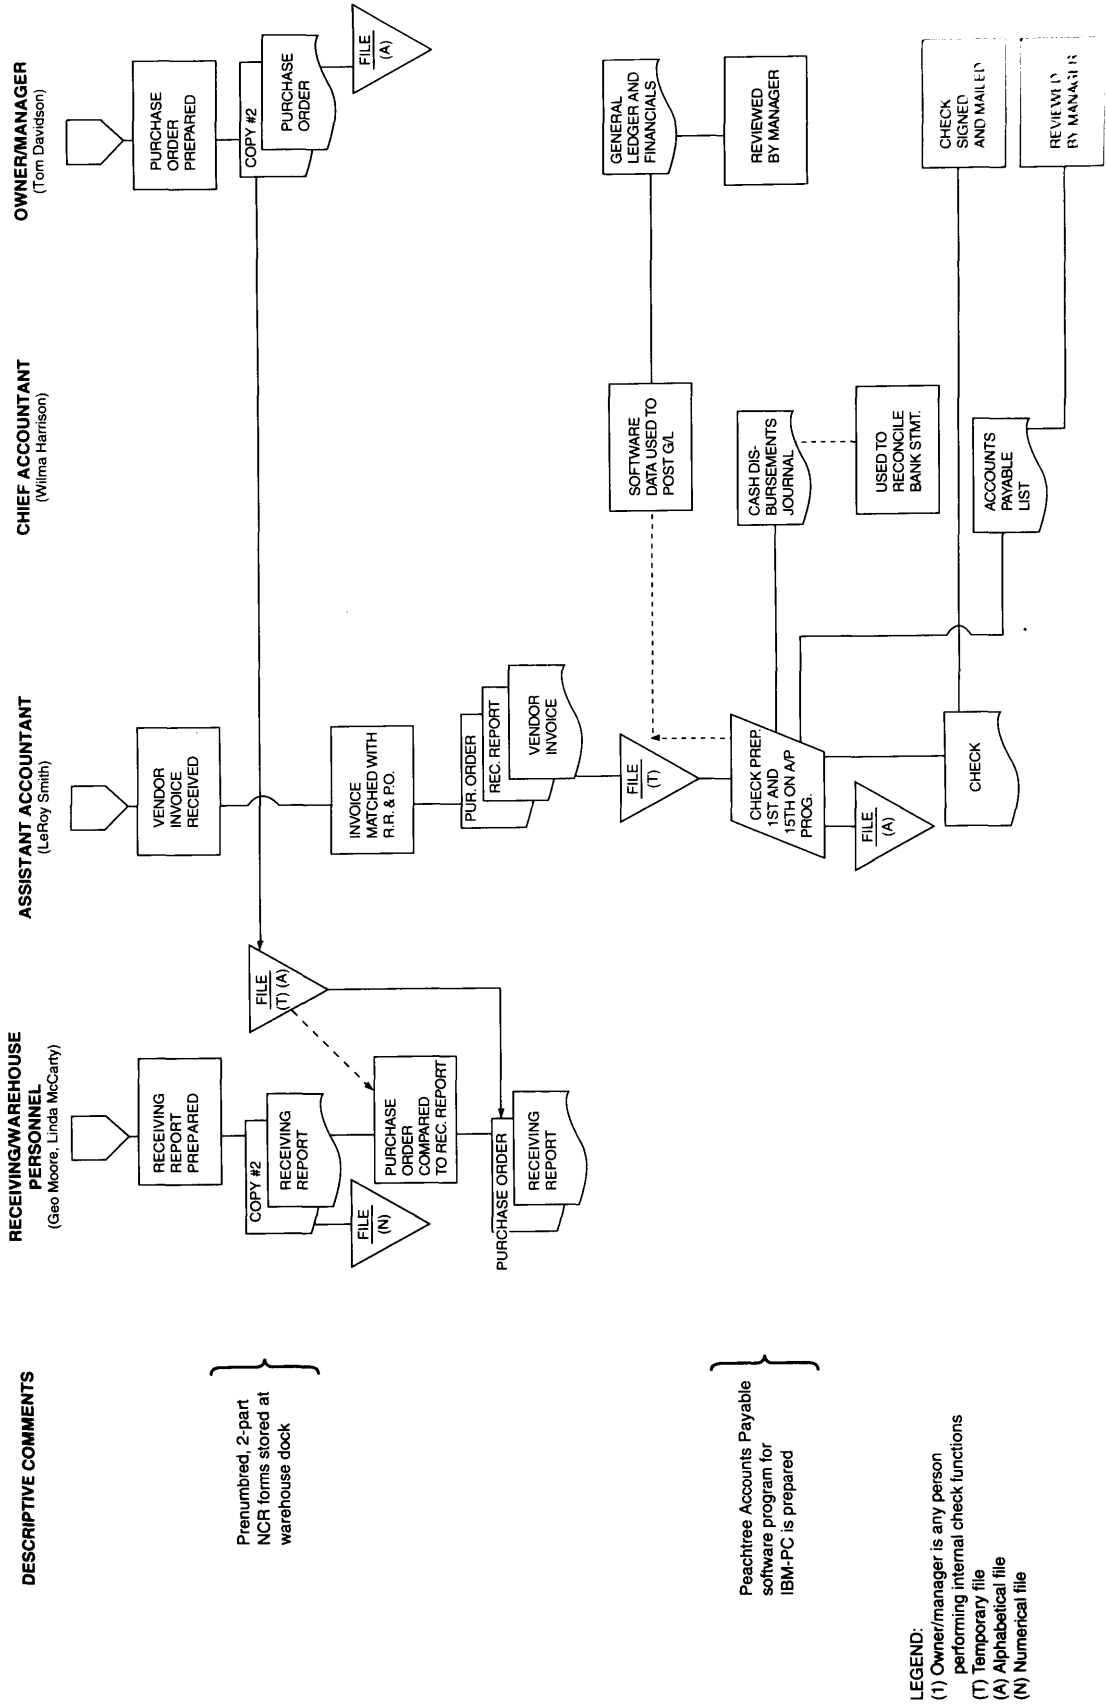 DESCRIPTIVE COMMENTS
Prenumbred, 2-part
NCR forms stored at
warehouse dock
Peachtree Accounts Payable
software program for
IBM-PC is prepared
LEGEND:
(1) Owner/manager is any person
performing internal check functions
(T) Temporary file
(A) Alphabetical file
(N) Numerical file
RECEIVING/WAREHOUSE
PERSONNEL
(Geo Moore, Linda McCarty)
RECEIVING
REPORT
PREPARED
COPY #2
RECEIVING
REPORT
FILE
(N)
FILE
(T) (A)
PURCHASE
ORDER
COMPARED
TO REC. REPORT
PURCHASE ORDER
RECEIVING
REPORT
ASSISTANT ACCOUNTANT
(LeRoy Smith)
VENDOR
INVOICE
RECEIVED
INVOICE
MATCHED WITH
R.R. & P.O.
PUR. ORDER
REC. REPORT
VENDOR
INVOICE
FILE
(T)
CHECK PREP.
1ST AND
15TH ON A/P
PROG.
FILE
(A)
CHECK
CHIEF ACCOUNTANT
(Wilma Harrison)
SOFTWARE
DATA USED TO
POST G/L
CASH DIS-
BURSEMENTS
JOURNAL
USED TO
RECONCILE
BANK STMT.
ACCOUNTS
PAYABLE
LIST
OWNER/MANAGER
(Tom Davidson)
PURCHASE
ORDER
PREPARED
COPY #2
PURCHASE
ORDER
FILE
(A)
GENERAL
LEDGER AND
FINANCIALS
REVIEWED
BY MANAGER
CHECK
SIGNED
AND MAILED
REVIEWED
BY MANAGER